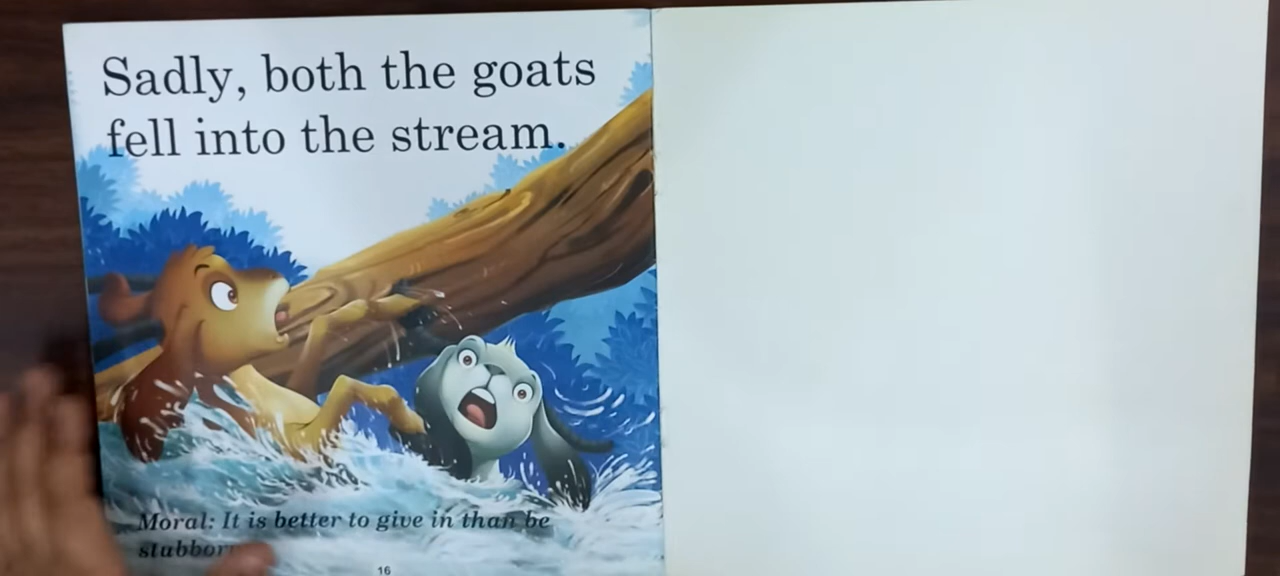 Sadly, both the goats
fell into the stream.
Moral: It is better to give in than be
16